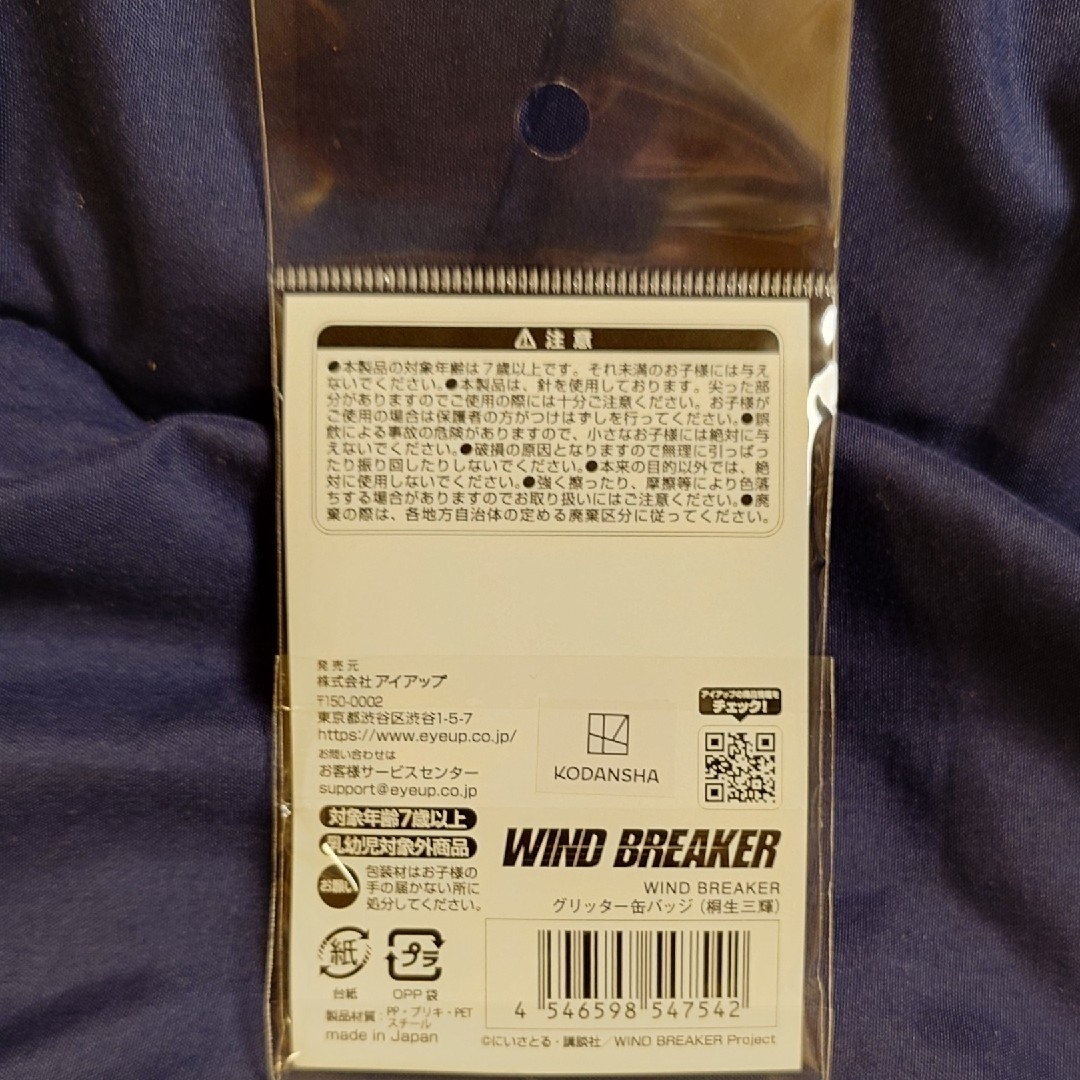 ⚠ 注意
●本製品の対象年齢は7歳以上です。それ未満のお子様には与え
ないでください。●本製品は、針を使用しております。尖った部
分がありますのでご使用の際には十分ご注意ください。お子様が
ご使用の場合は保護者の方がつけはずしを行ってください。●誤
飲による事故の危険がありますので、小さなお子様には絶対に与
えないでください。●破損の原因となりますので無理に引っぱっ
たり振り回したりしないでください。●本来の目的以外では、絶
対に使用しないでください。●強く擦ったり、摩擦等により色落
ちする場合がありますのでお取り扱いにはご注意ください。●廃
棄の際は、各地方自治体の定める廃棄区分に従ってください。
発売元
株式会社 アイアップ
〒150-0002
東京都渋谷区渋谷1-5-7
https://www.eyeup.co.jp/
お問い合わせは
お客様サービスセンター
support@eyeup.co.jp
KODANSHA
アイアップの商品情報を
チェック!
対象年齢7歳以上
乳幼児対象外商品
お願い
包装材はお子様の
手の届かない所に
処分してください。
WIND BREAKER
WIND BREAKER
グリッター缶バッジ (桐生三輝)
紙
台紙
プラ
OPP 袋
製品材質：PP・ブリキ・PET
スチール
made in Japan
4 546598 547542
©にいさとる・講談社／WIND BREAKER Project